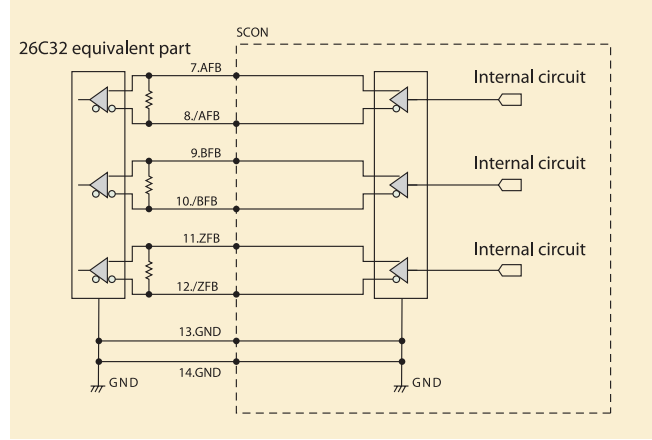 SCON
26C32 equivalent part
7.AFB
Internal circuit
8./AFB
9.BFB
Internal circuit
10./BFB
11.ZFB
Internal circuit
12./ZFB
13.GND
14.GND
GND
GND